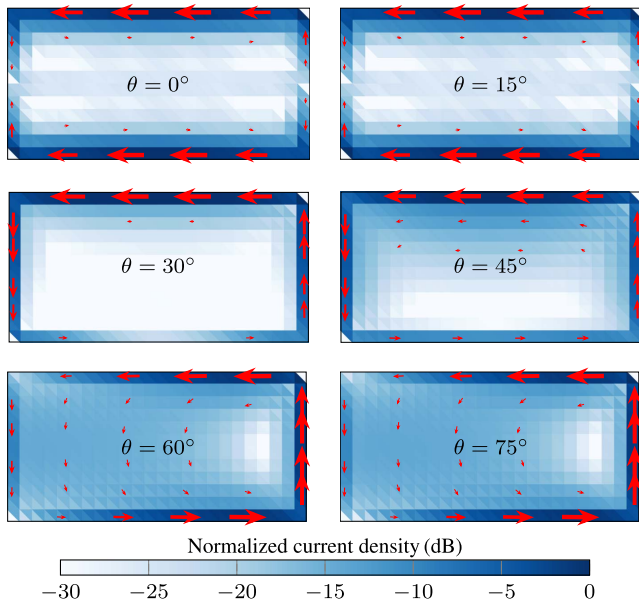 θ = 0° θ = 15°
θ = 30° θ = 45°
θ = 60° θ = 75°
Normalized current density (dB)
−30 −25 −20 −15 −10 −5 0